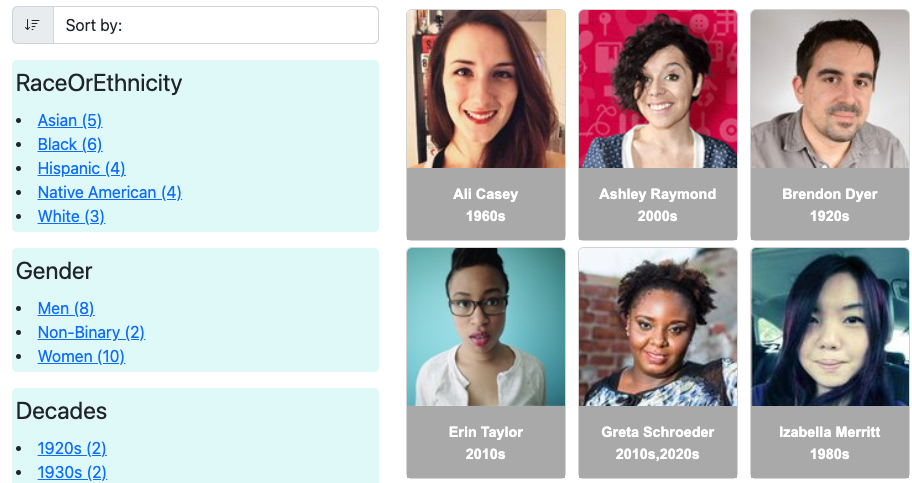 Sort by:
RaceOrEthnicity
Asian (5)
Black (6)
Hispanic (4)
Native American (4)
White (3)
Gender
Men (8)
Non-Binary (2)
Women (10)
Decades
1920s (2)
1930s (2)
Ali Casey
1960s
Ashley Raymond
2000s
Brendon Dyer
1920s
Erin Taylor
2010s
Greta Schroeder
2010s,2020s
Izabella Merritt
1980s